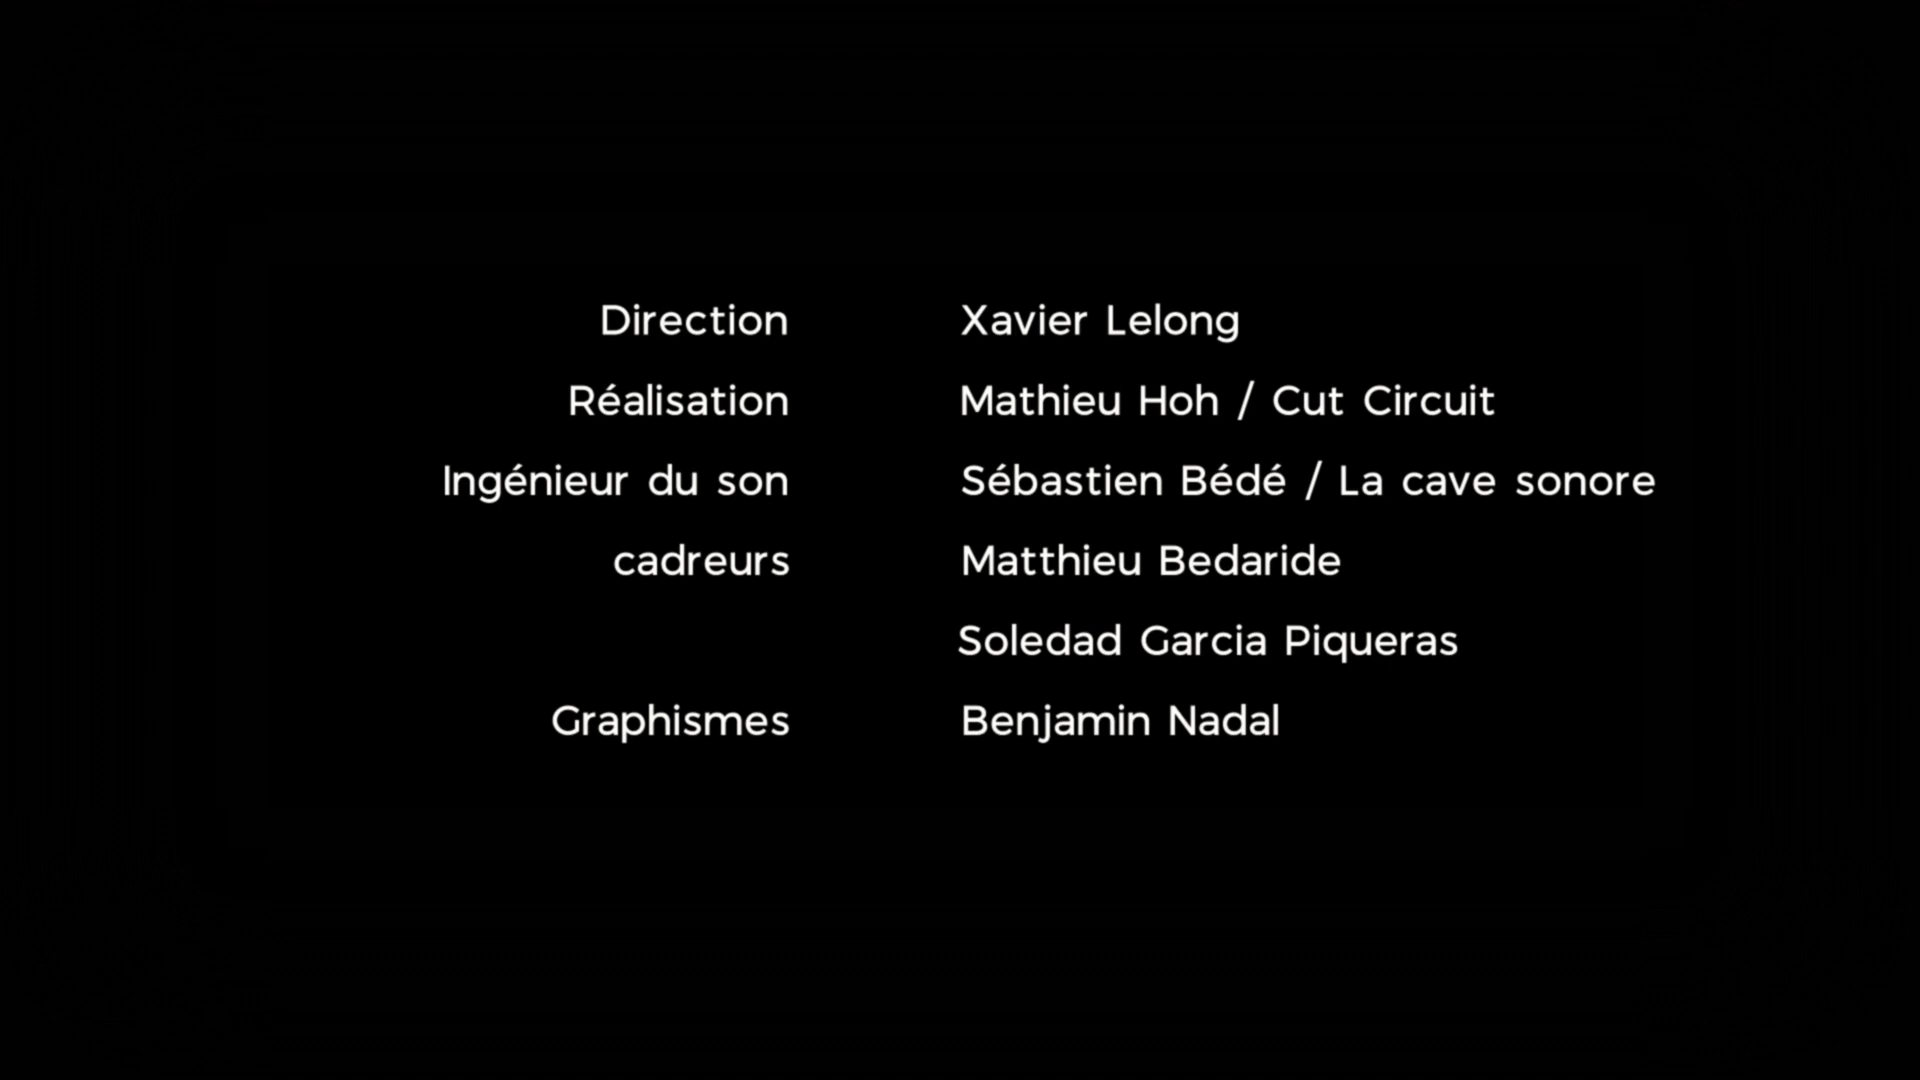 Direction Xavier Lelong
Réalisation Mathieu Hoh / Cut Circuit
Ingénieur du son Sébastien Bédé / La cave sonore
cadreurs Matthieu Bedaride
Soledad Garcia Piqueras
Graphismes Benjamin Nadal